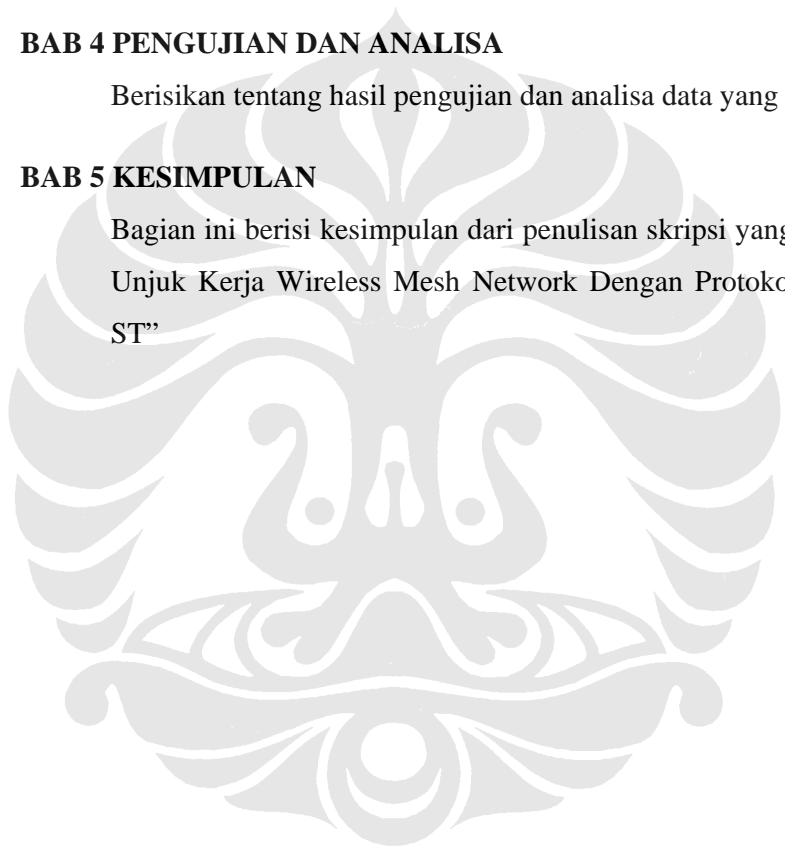 BAB 4 PENGUJIAN DAN ANALISA
Berisikan tentang hasil pengujian dan analisa data yang
BAB 5 KESIMPULAN
Bagian ini berisi kesimpulan dari penulisan skripsi yang
Unjuk Kerja Wireless Mesh Network Dengan
ST”